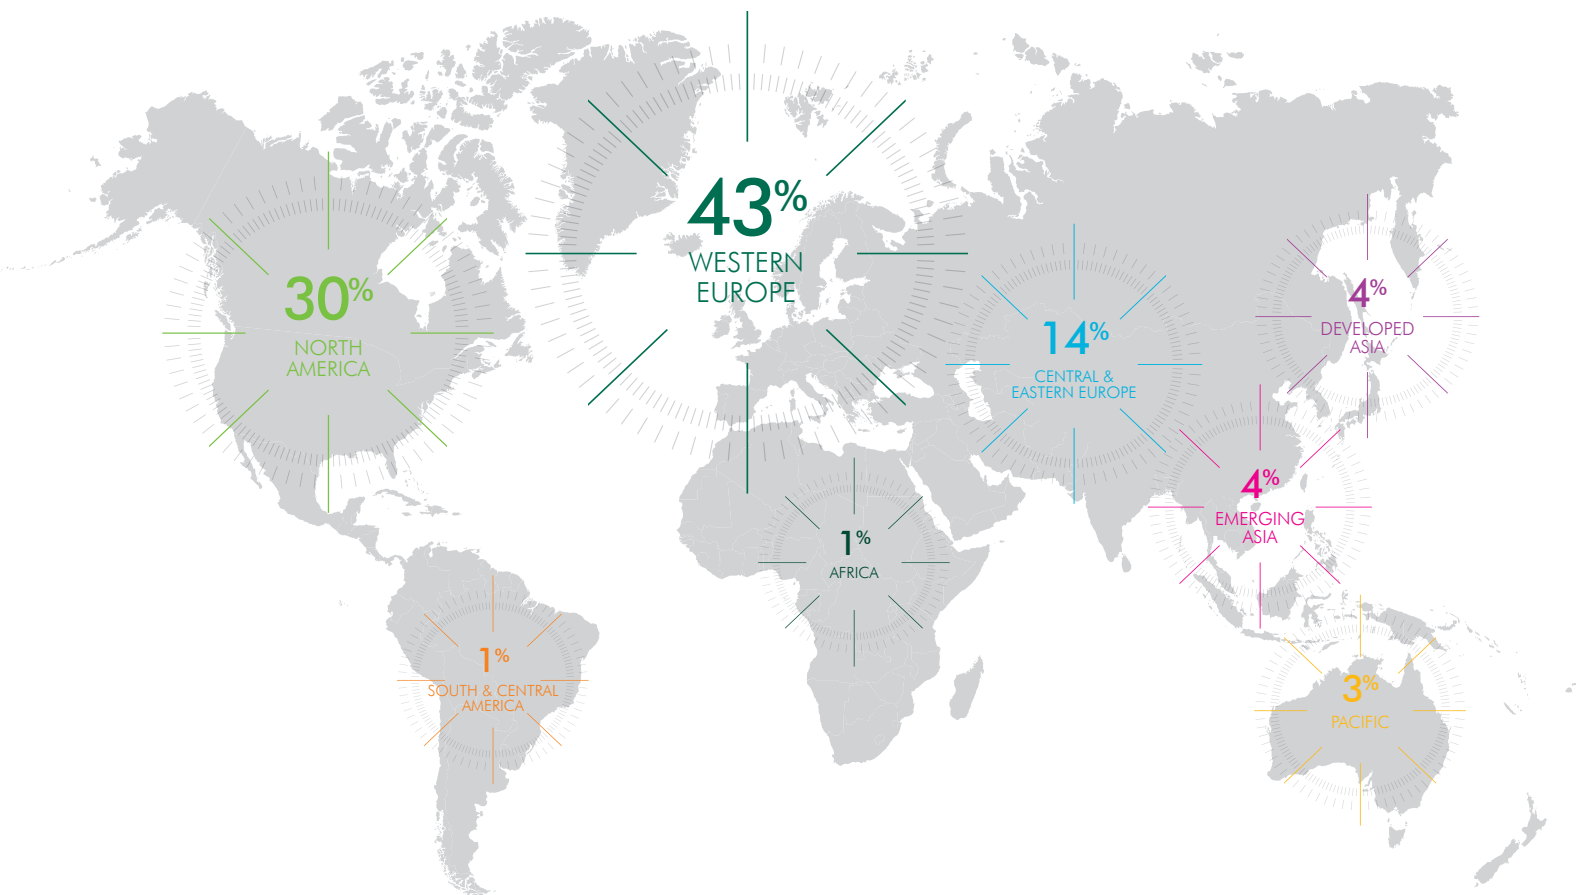 43%
WESTERN
EUROPE
30%
NORTH
AMERICA
14%
CENTRAL &
EASTERN EUROPE
4%
DEVELOPED
ASIA
4%
EMERGING
ASIA
1%
AFRICA
1%
SOUTH & CENTRAL
AMERICA
3%
PACIFIC